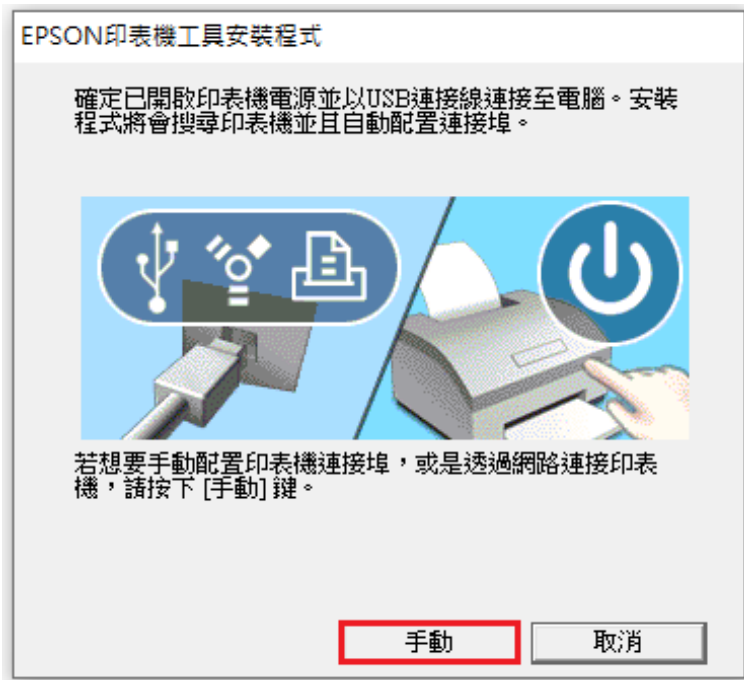 EPSON印表機工具安裝程式
確定已開啟印表機電源並以USB連接線連接至電腦。安裝
程式將會搜尋印表機並且自動配置連接埠。
若想要手動配置印表機連接埠，或是透過網路連接印表
機，請按下 [手動] 鍵。
手動
取消